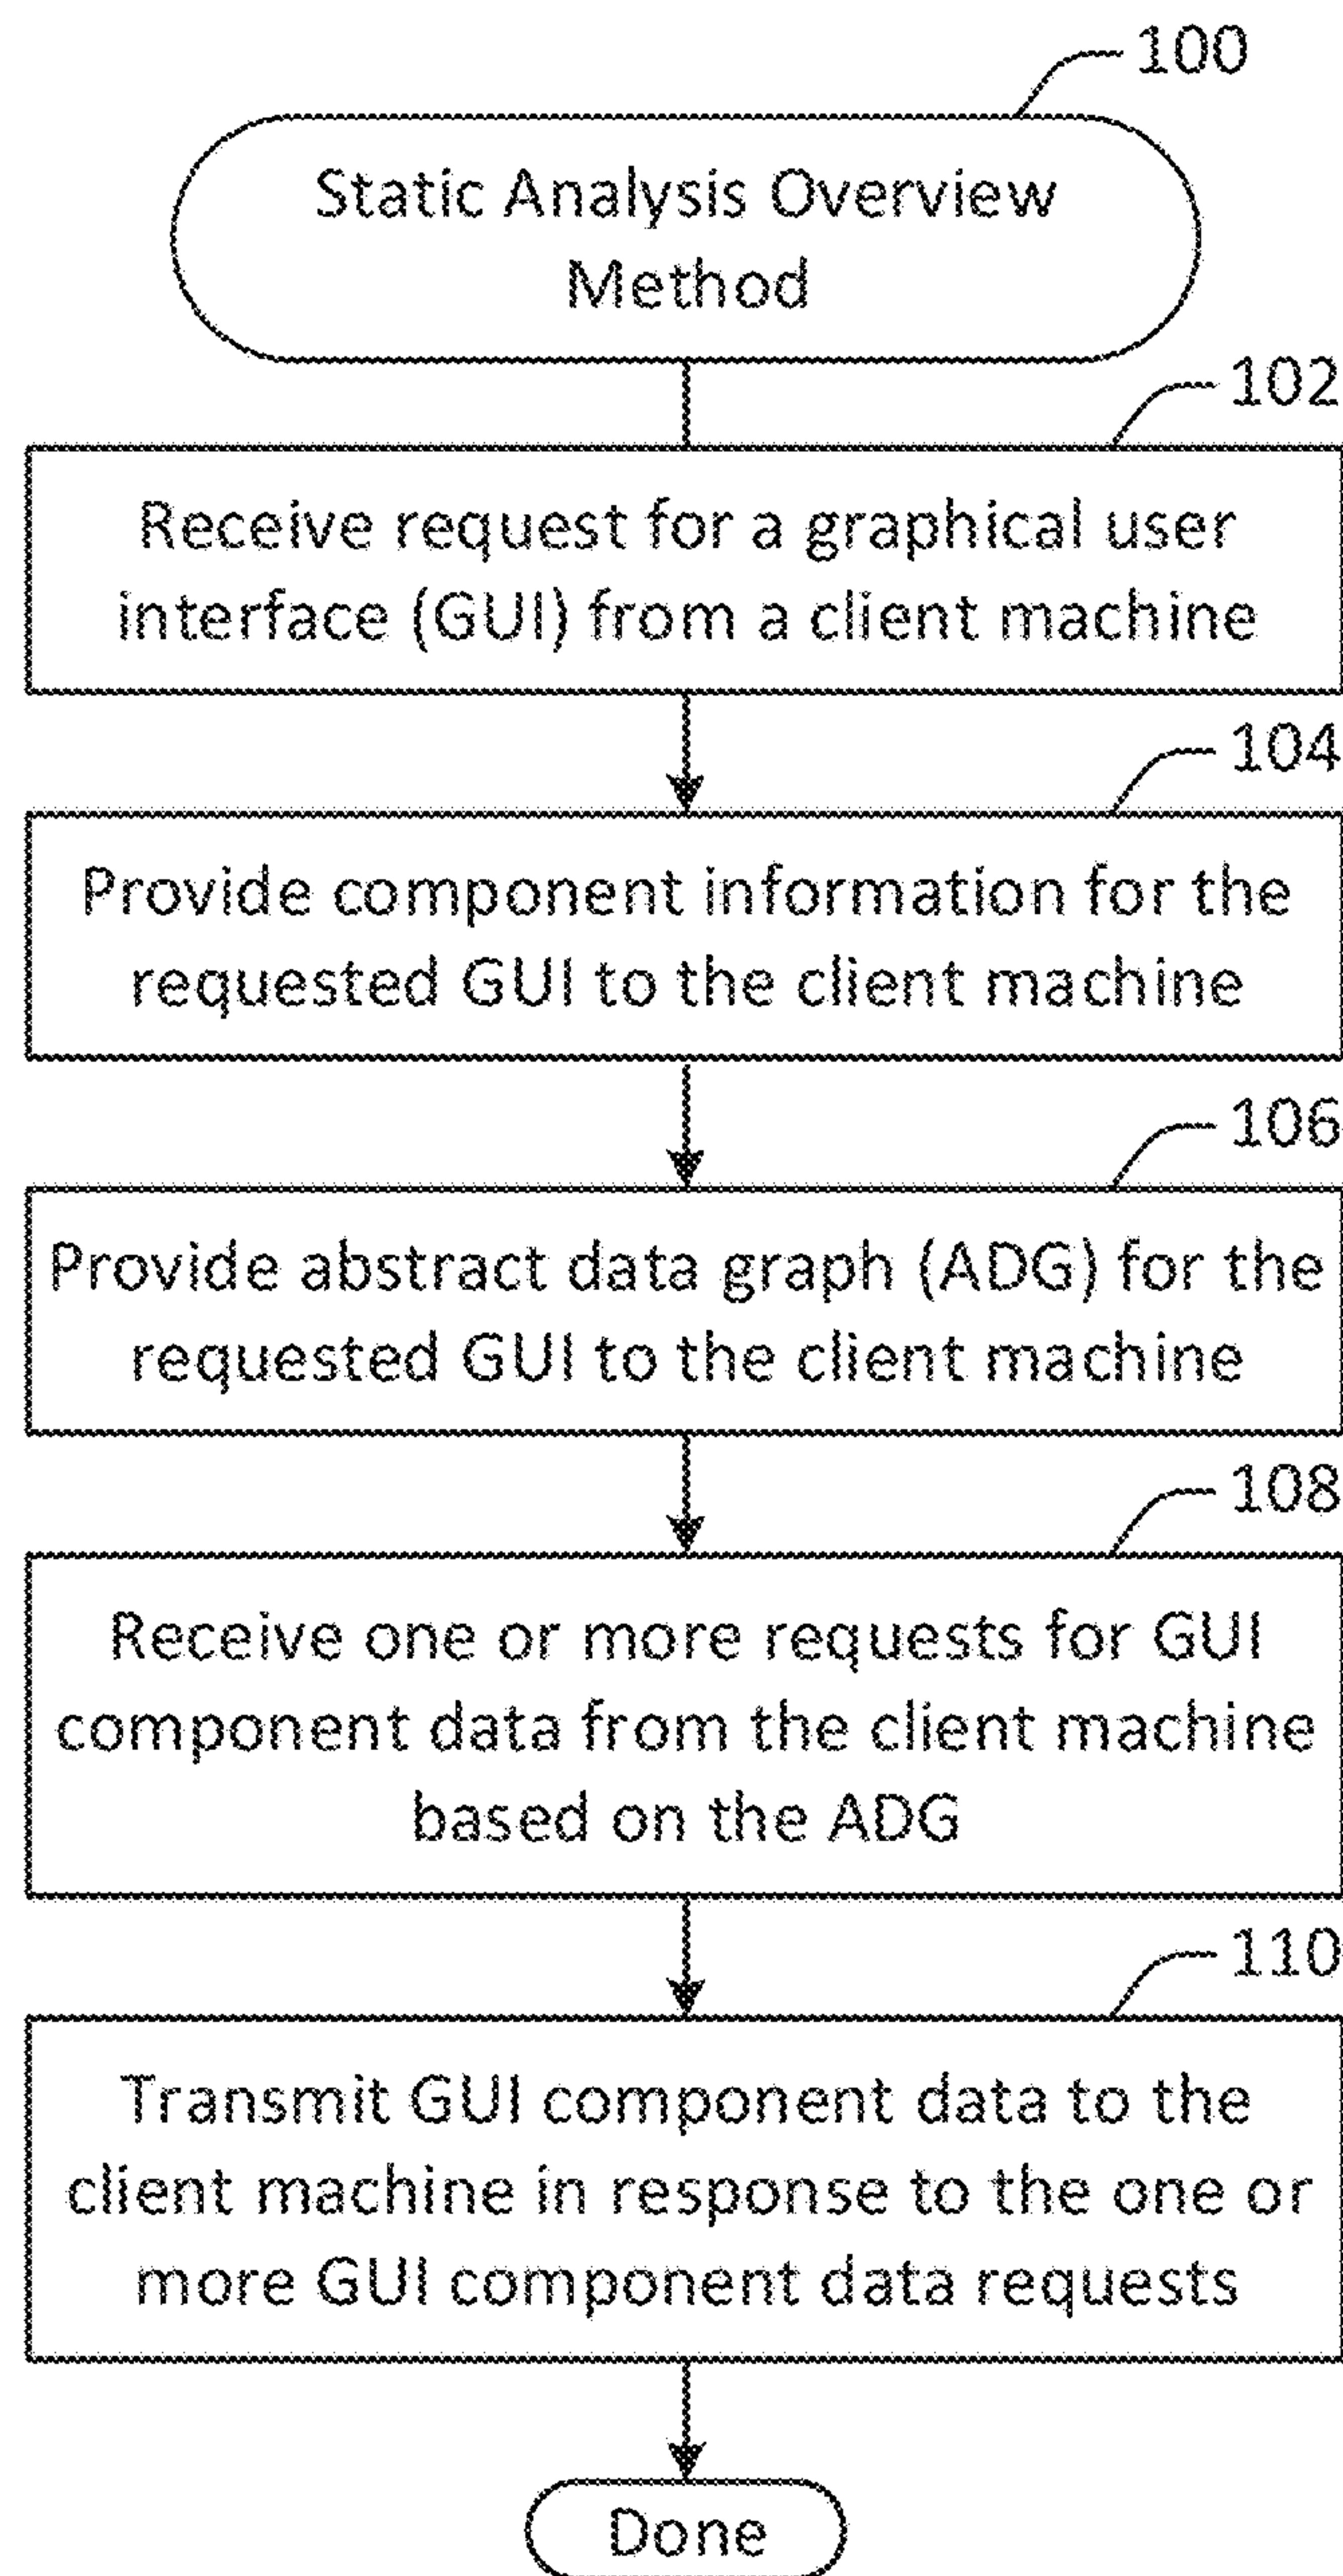 100
Static Analysis Overview
Method
102
Receive request for a graphical user
interface (GUI) from a client machine
104
Provide component information for the
requested GUI to the client machine
106
Provide abstract data graph (ADG) for the
requested GUI to the client machine
108
Receive one or more requests for GUI
component data from the client machine
based on the ADG
110
Transmit GUI component data to the
client machine in response to the one or
more GUI component data requests
Done